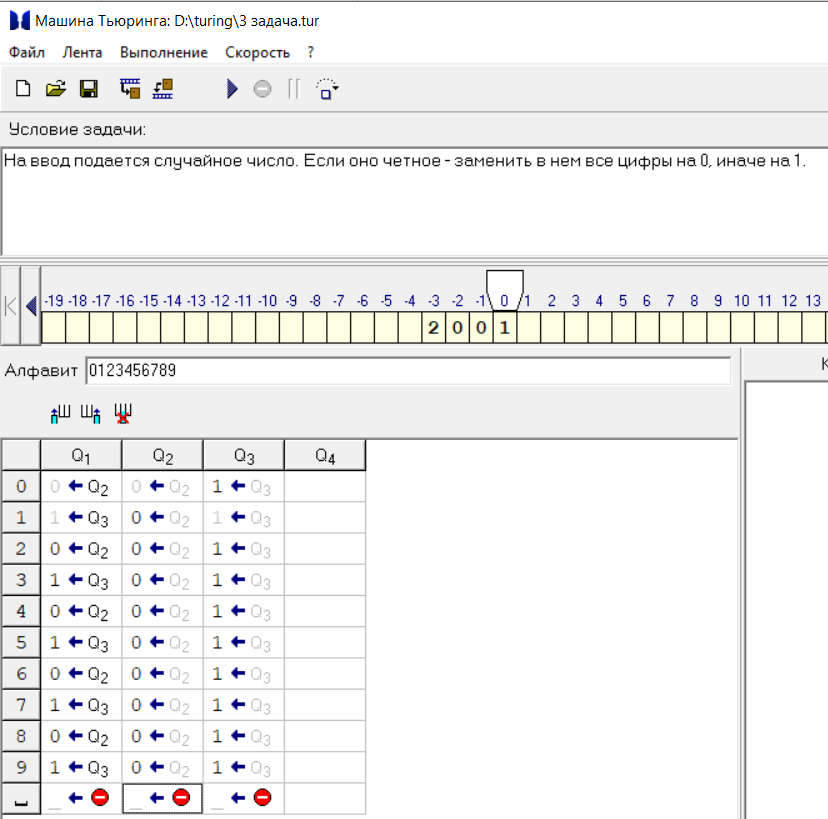 Машина Тьюринга: D:\turing\3 задача.tur
Файл Лента Выполнение Скорость ?
Условие задачи:
На ввод подается случайное число. Если оно четное - заменить в нем все цифры на 0, иначе на 1.
-19 -18 -17 -16 -15 -14 -13 -12 -11 -10 -9 -8 -7 -6 -5 -4 -3 -2 -1 0 1 2 3 4 5 6 7 8 9 10 11 12 13
2 0 0 1
Алфавит 0123456789
Q1 Q2 Q3 Q4
0 0 ← Q2 0 ← Q2 1 ← Q3
1 1 ← Q3 0 ← Q2 1 ← Q3
2 0 ← Q2 0 ← Q2 1 ← Q3
3 1 ← Q3 0 ← Q2 1 ← Q3
4 0 ← Q2 0 ← Q2 1 ← Q3
5 1 ← Q3 0 ← Q2 1 ← Q3
6 0 ← Q2 0 ← Q2 1 ← Q3
7 1 ← Q3 0 ← Q2 1 ← Q3
8 0 ← Q2 0 ← Q2 1 ← Q3
9 1 ← Q3 0 ← Q2 1 ← Q3
_ ← _ ← _ ←